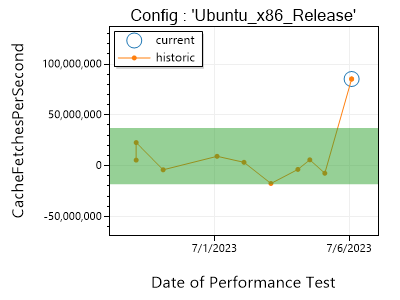 Config : 'Ubuntu_x86_Release'
current
historic
CacheFetchesPerSecond
100,000,000
50,000,000
0
-50,000,000
7/1/2023
7/6/2023
Date of Performance Test